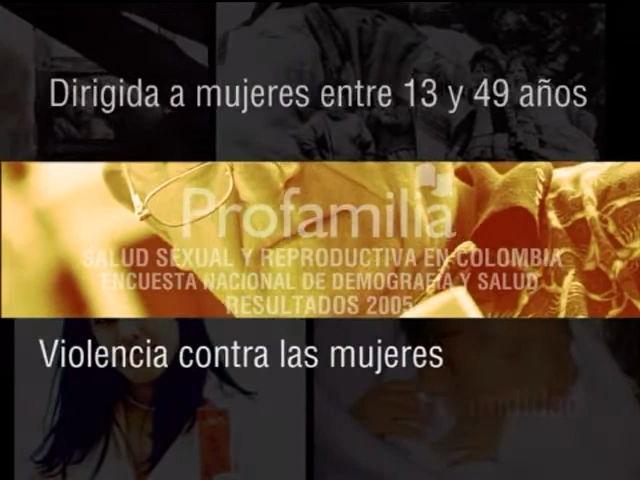 Dirigida a mujeres entre 13 y 49 años
Profamilia
SALUD SEXUAL Y REPRODUCTIVA EN COLOMBIA
ENCUESTA NACIONAL DE DEMOGRAFÍA Y SALUD
RESULTADOS 2005
Violencia contra las mujeres